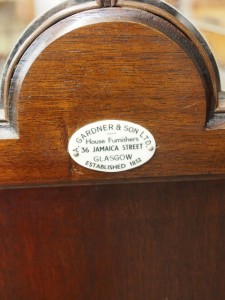 A. GARDNER & SON LTD.
House Furnishers
36 JAMAICA STREET
GLASGOW
ESTABLISHED 1832